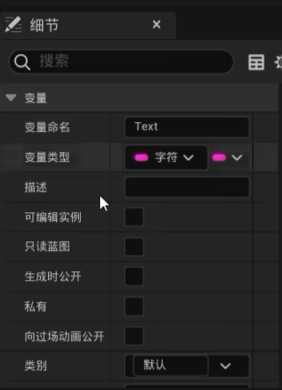 细节
搜索
变量
变量命名 Text
变量类型 字符
描述
可编辑实例
只读蓝图
生成时公开
私有
向过场动画公开
类别 默认